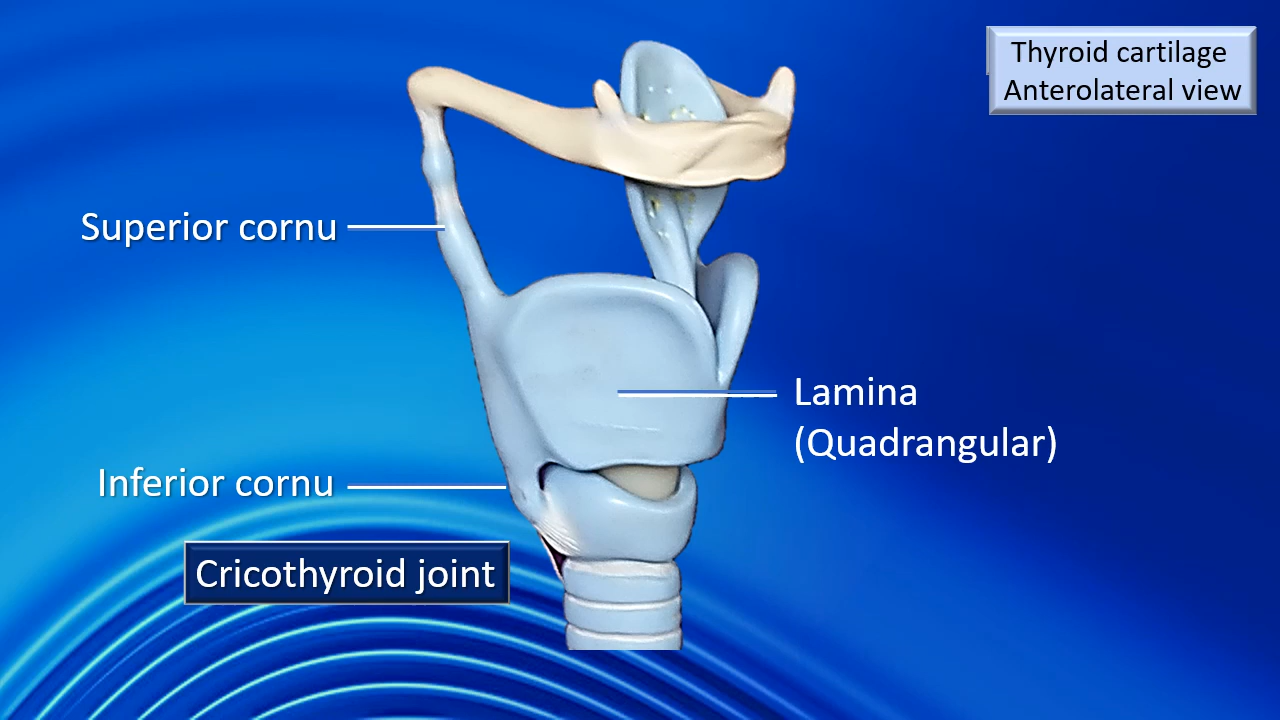 Thyroid cartilage
Anterolateral view
Superior cornu
Lamina
(Quadrangular)
Inferior cornu
Cricothyroid joint